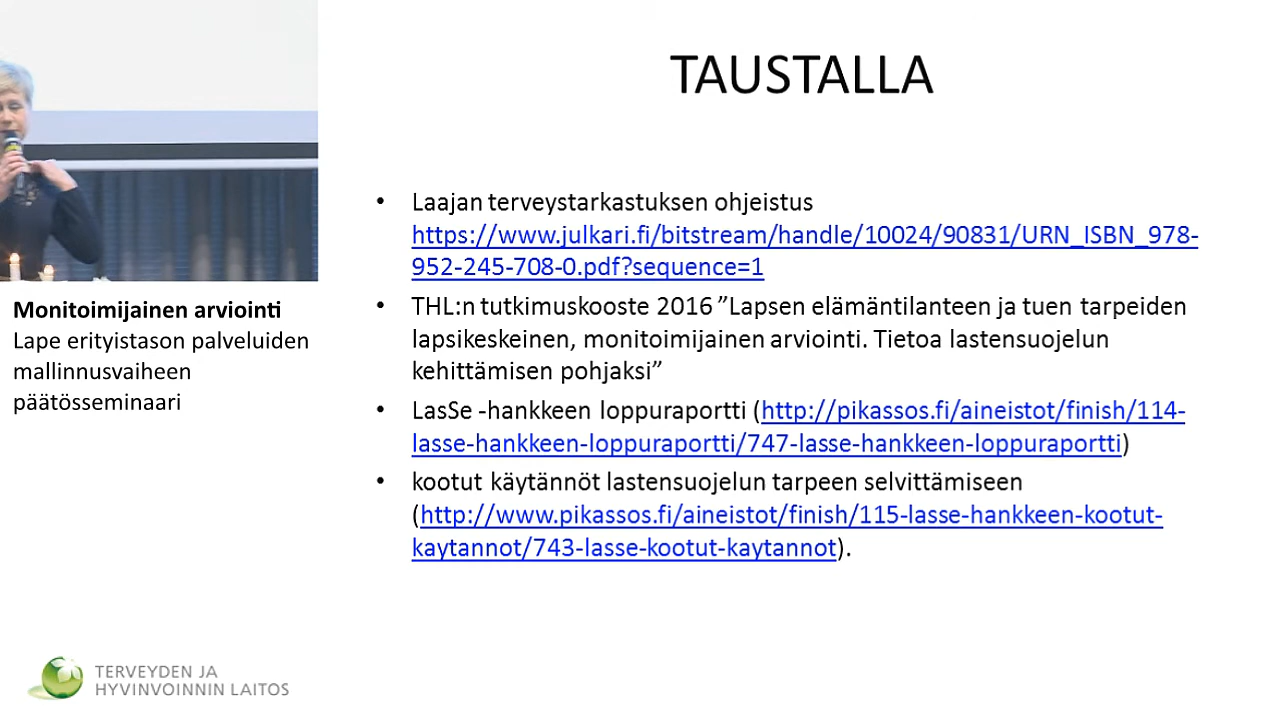 TAUSTALLA
• Laajan terveystarkastuksen ohjeistus
https://www.julkari.fi/bitstream/handle/10024/90831/URN_ISBN_978-
952-245-708-0.pdf?sequence=1
• THL:n tutkimuskooste 2016 ”Lapsen elämäntilanteen ja tuen tarpeiden
lapsikeskeinen, monitoimijainen arviointi. Tietoa lastensuojelun
kehittämisen pohjaksi”
• LasSe -hankkeen loppuraportti (http://pikassos.fi/aineistot/finish/114-
lasse-hankkeen-loppuraportti/747-lasse-hankkeen-loppuraportti)
• kootut käytännöt lastensuojelun tarpeen selvittämiseen
(http://www.pikassos.fi/aineistot/finish/115-lasse-hankkeen-kootut-
kaytannot/743-lasse-kootut-kaytannot).
Monitoimijainen arviointi
Lape erityistason palveluiden
mallinnusvaiheen
päätösseminaari
TERVEYDEN JA
HYVINVOINNIN LAITOS